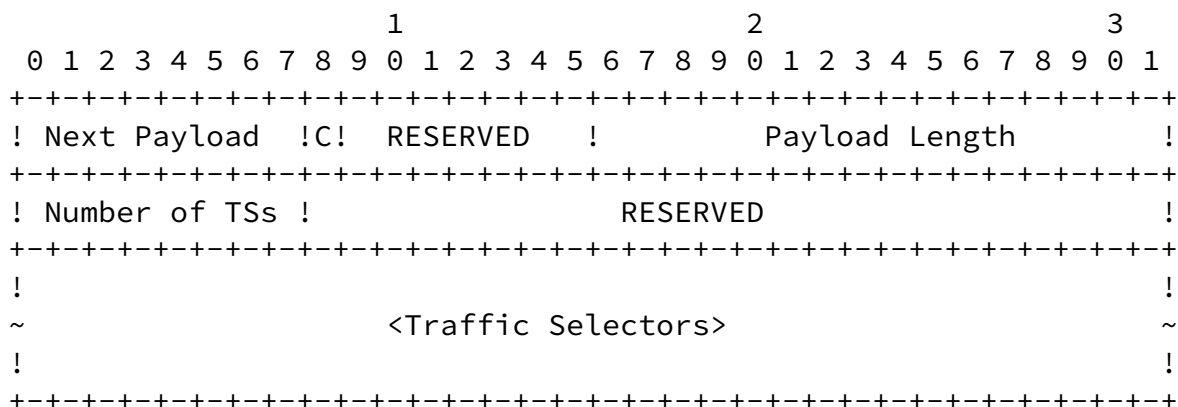 1                   2                   3
 0 1 2 3 4 5 6 7 8 9 0 1 2 3 4 5 6 7 8 9 0 1 2 3 4 5 6 7 8 9 0 1
+-+-+-+-+-+-+-+-+-+-+-+-+-+-+-+-+-+-+-+-+-+-+-+-+-+-+-+-+-+-+-+-+
! Next Payload  !C!  RESERVED   !         Payload Length        !
+-+-+-+-+-+-+-+-+-+-+-+-+-+-+-+-+-+-+-+-+-+-+-+-+-+-+-+-+-+-+-+-+
! Number of TSs !                 RESERVED                      !
+-+-+-+-+-+-+-+-+-+-+-+-+-+-+-+-+-+-+-+-+-+-+-+-+-+-+-+-+-+-+-+-+
!                                                               !
~                    <Traffic Selectors>                        ~
!                                                               !
+-+-+-+-+-+-+-+-+-+-+-+-+-+-+-+-+-+-+-+-+-+-+-+-+-+-+-+-+-+-+-+-+